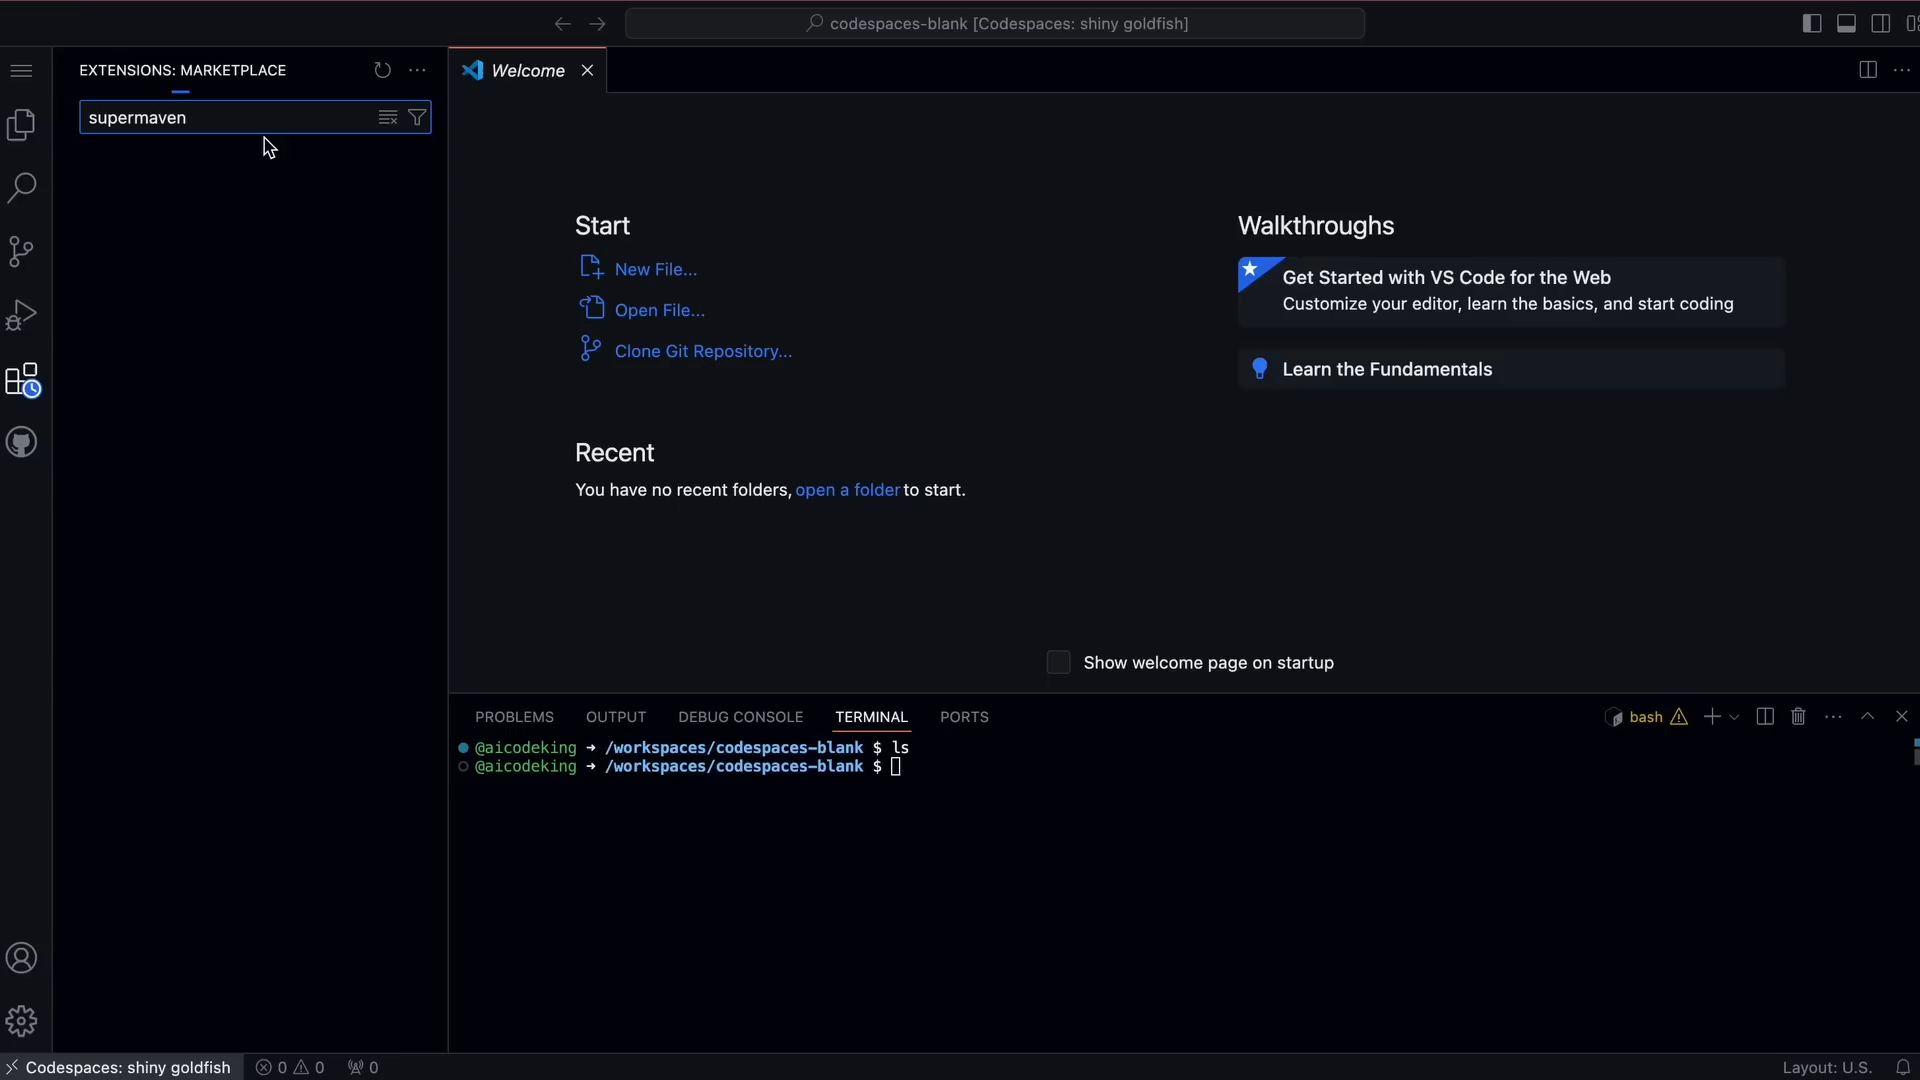 codespaces-blank [Codespaces: shiny goldfish]
EXTENSIONS: MARKETPLACE
supermaven
Welcome
Start
New File...
Open File...
Clone Git Repository...
Recent
You have no recent folders, open a folder to start.
Walkthroughs
Get Started with VS Code for the Web
Customize your editor, learn the basics, and start coding
Learn the Fundamentals
Show welcome page on startup
PROBLEMS OUTPUT DEBUG CONSOLE TERMINAL PORTS
bash
@aicodeking ➜ /workspaces/codespaces-blank $ ls
@aicodeking ➜ /workspaces/codespaces-blank $
Codespaces: shiny goldfish 0 0 0
Layout: U.S.